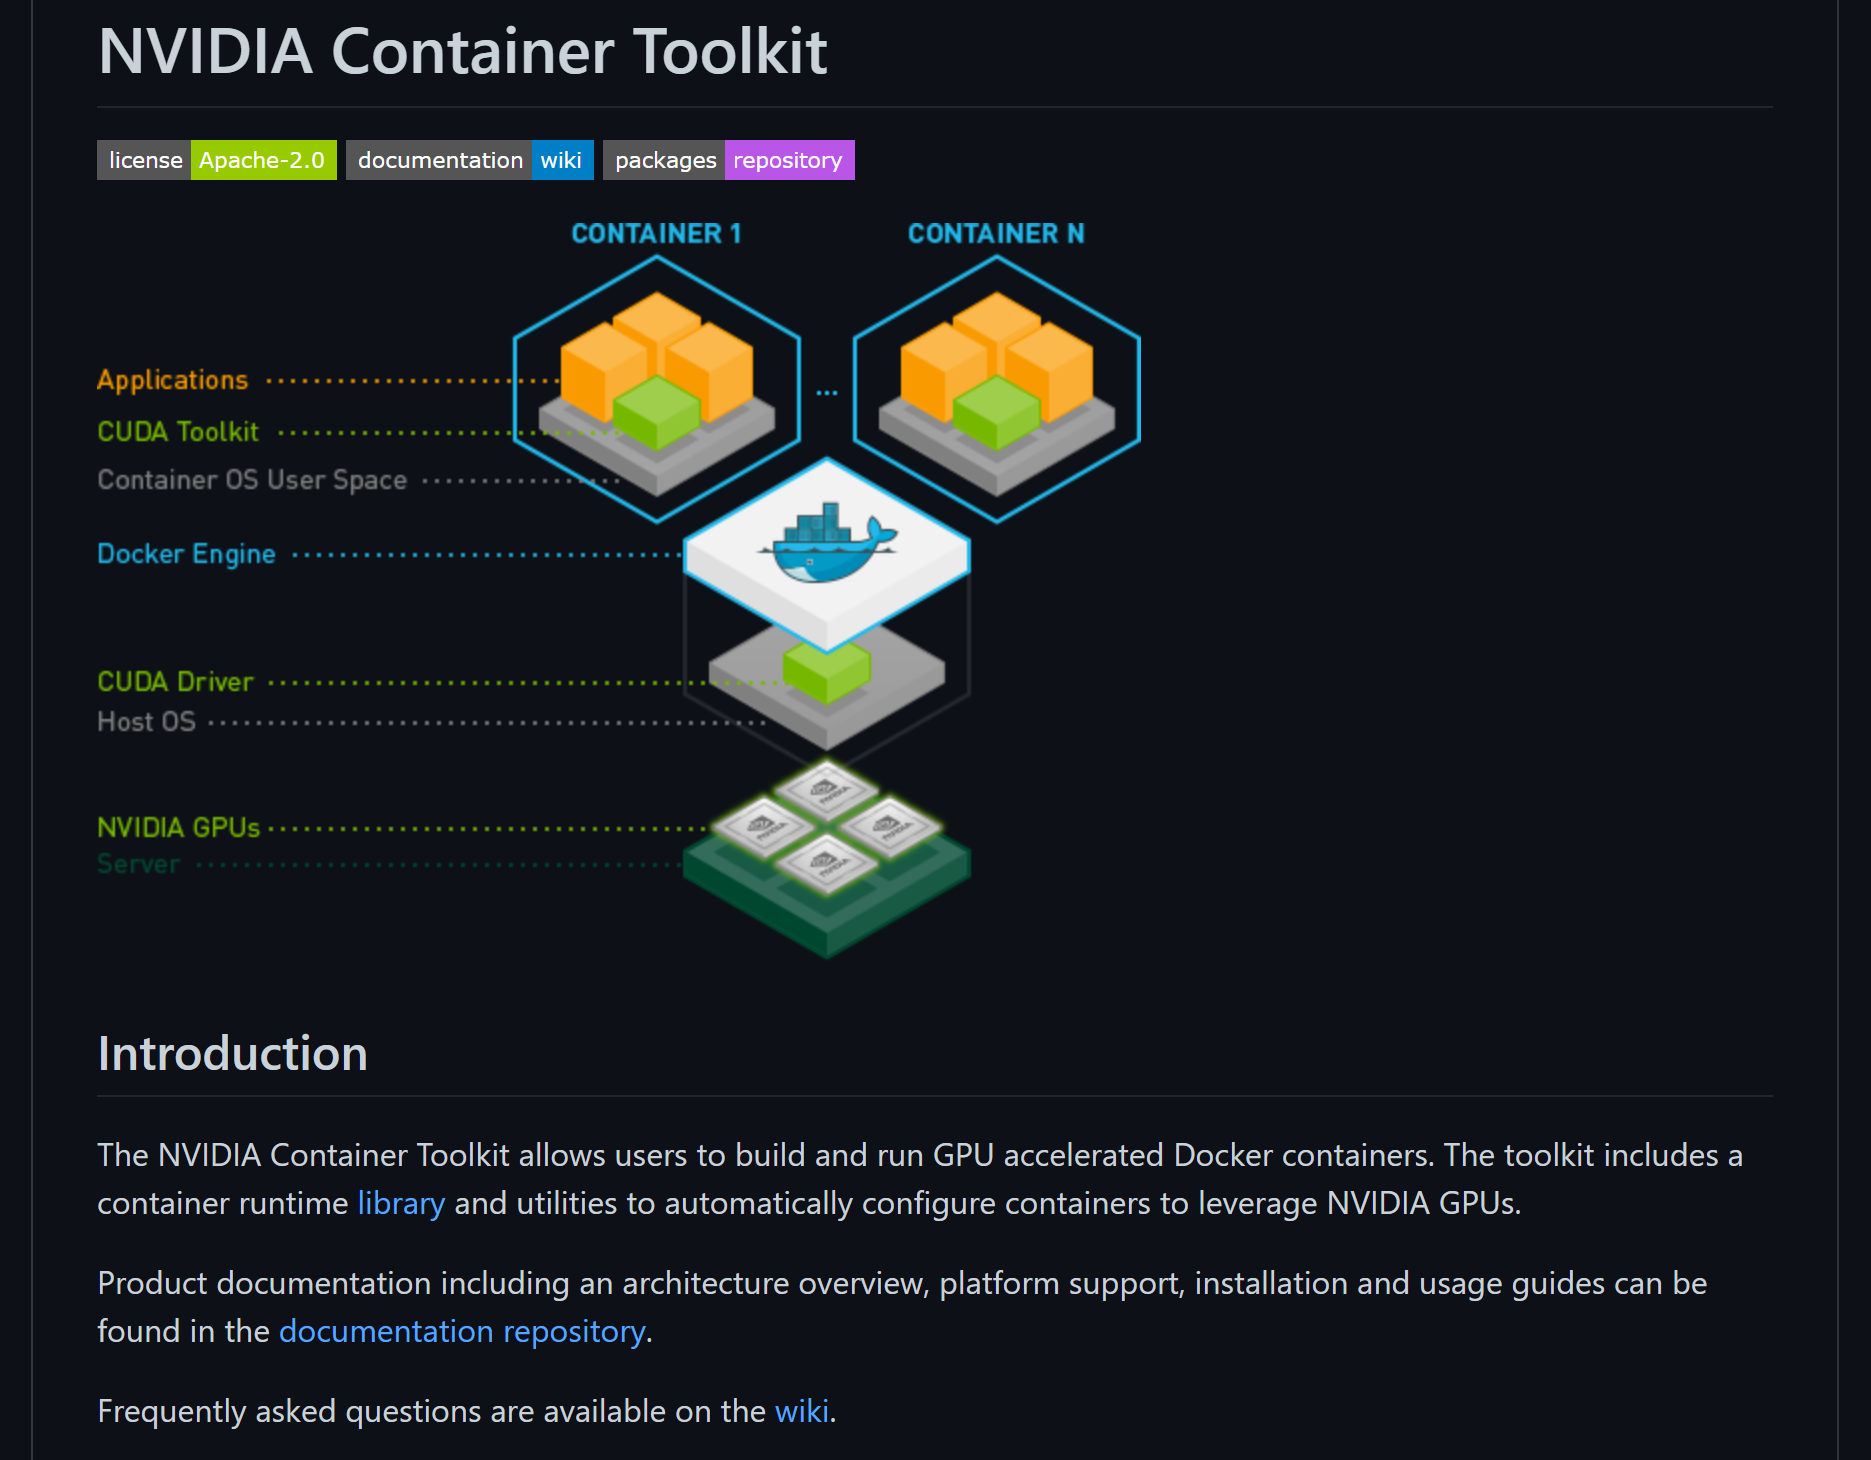 NVIDIA Container Toolkit
license Apache-2.0 documentation wiki packages repository
CONTAINER 1 CONTAINER N
Applications
...
CUDA Toolkit
Container OS User Space
Docker Engine
CUDA Driver
Host OS
NVIDIA
NVIDIA NVIDIA
NVIDIA
NVIDIA GPUs
Server
Introduction
The NVIDIA Container Toolkit allows users to build and run GPU accelerated Docker containers. The toolkit includes a
container runtime library and utilities to automatically configure containers to leverage NVIDIA GPUs.
Product documentation including an architecture overview, platform support, installation and usage guides can be
found in the documentation repository.
Frequently asked questions are available on the wiki.